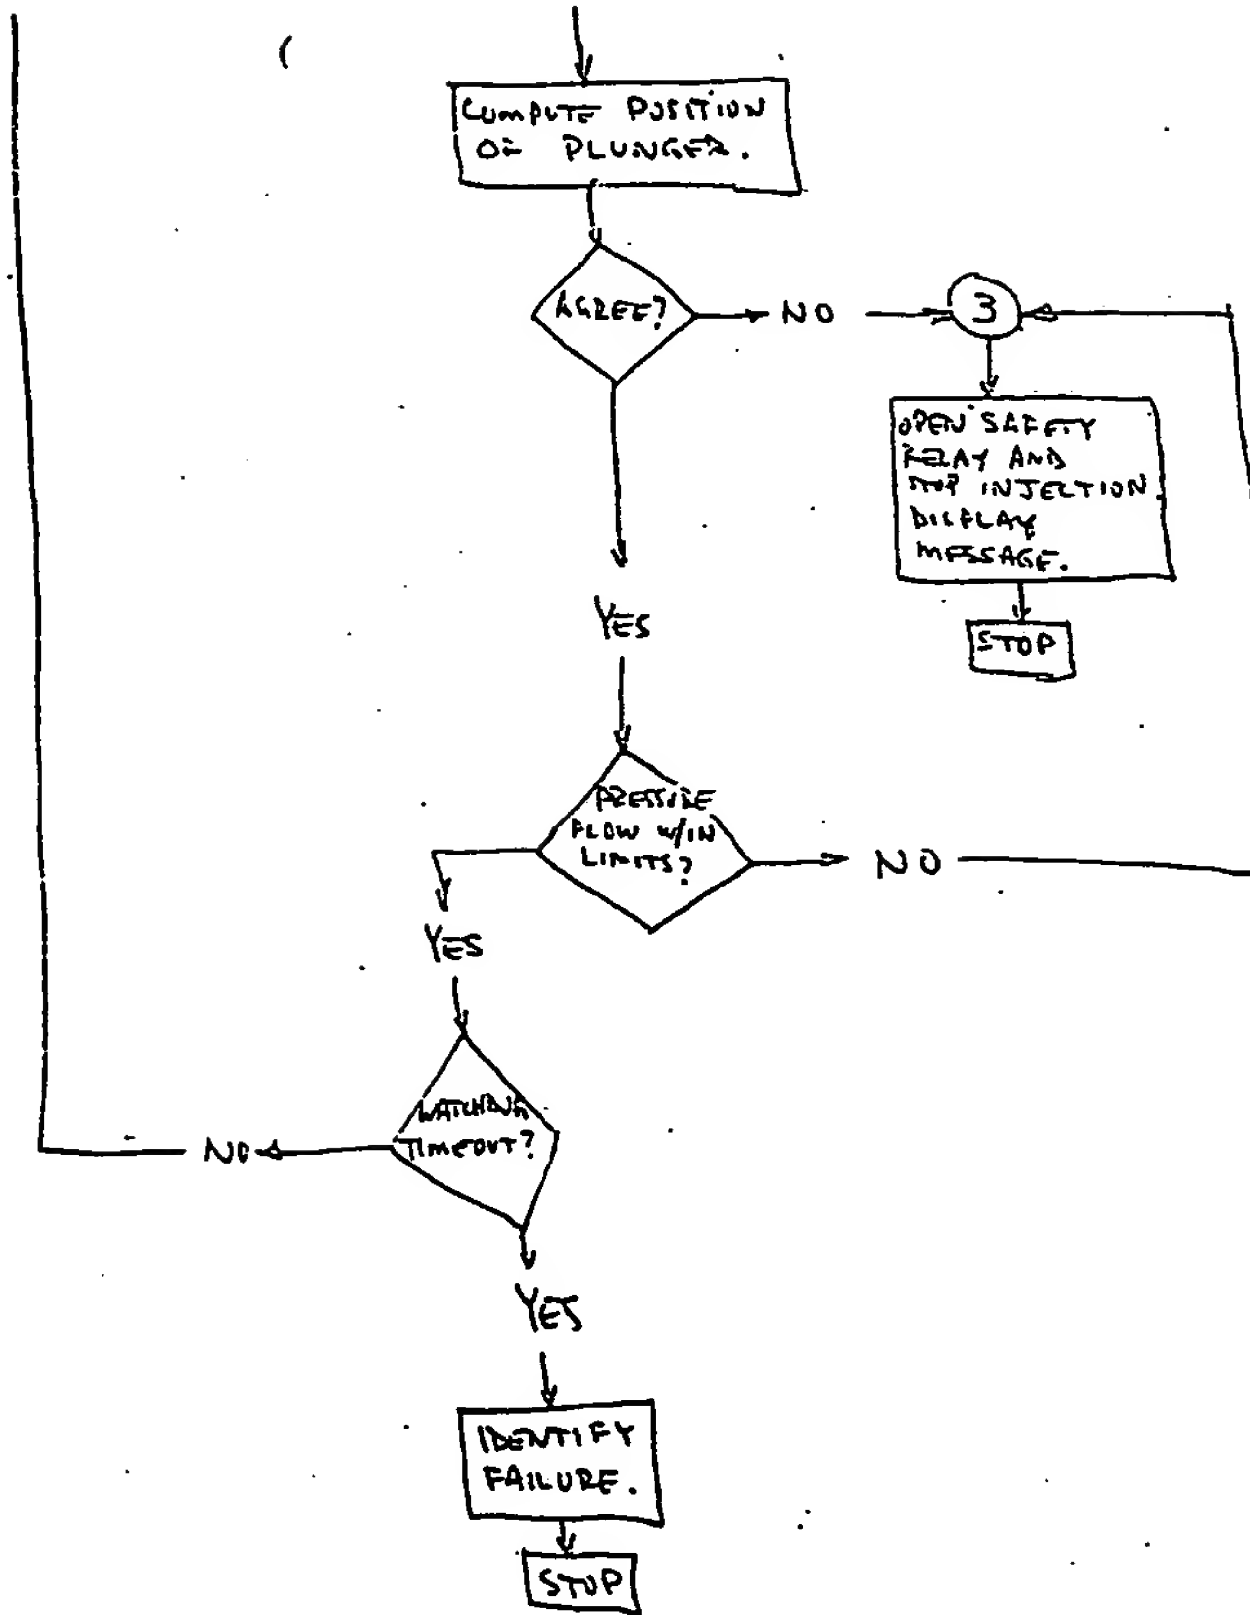 COMPUTE POSITION
OF PLUNGER.
AGREE?
NO
3
OPEN SAFETY
RELAY AND
STOP INJECTION
DISPLAY
MESSAGE.
STOP
YES
PRESSURE
FLOW W/IN
LIMITS?
NO
YES
WATCHDOG
TIMEOUT?
NO
YES
IDENTIFY
FAILURE.
STOP